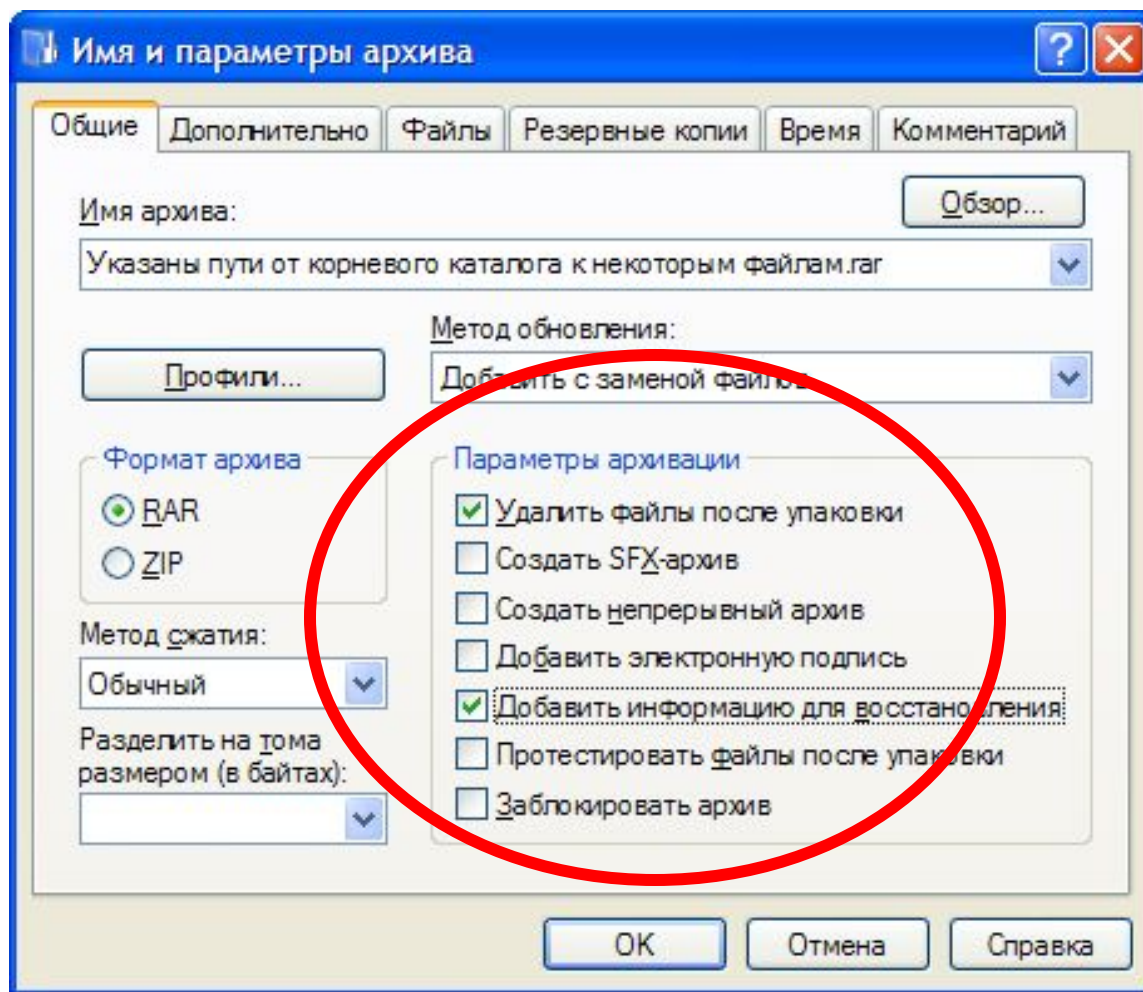 Имя и параметры архива
Общие Дополнительно Файлы Резервные копии Время Комментарий
Обзор...
Имя архива:
Указаны пути от корневого каталога к некоторым файлам.rar
Метод обновления:
Профили...
Добавить с заменой файлов
Формат архива
RAR
ZIP
Метод сжатия:
Обычный
Разделить на тома
размером (в байтах):
Параметры архивации
Удалить файлы после упаковки
Создать SFX-архив
Создать непрерывный архив
Добавить электронную подпись
Добавить информацию для восстановления
Протестировать файлы после упаковки
Заблокировать архив
OK Отмена Справка